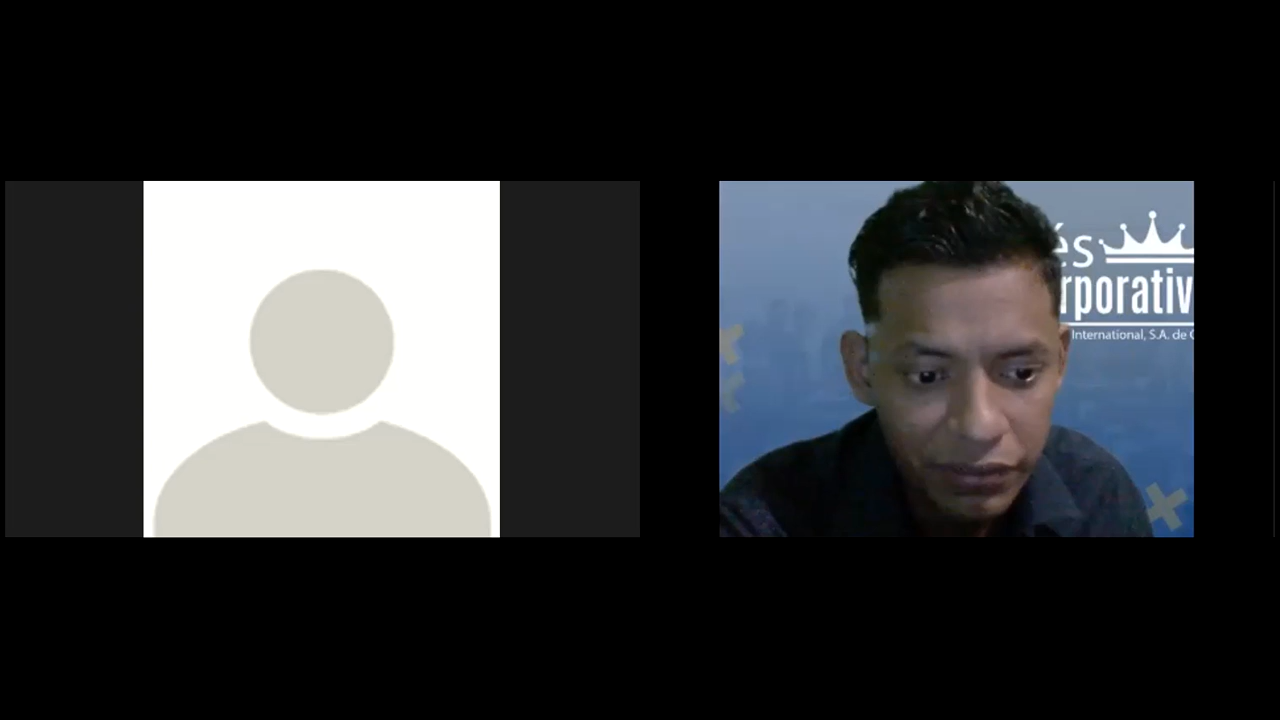 és
rporativ
International, S.A. de C